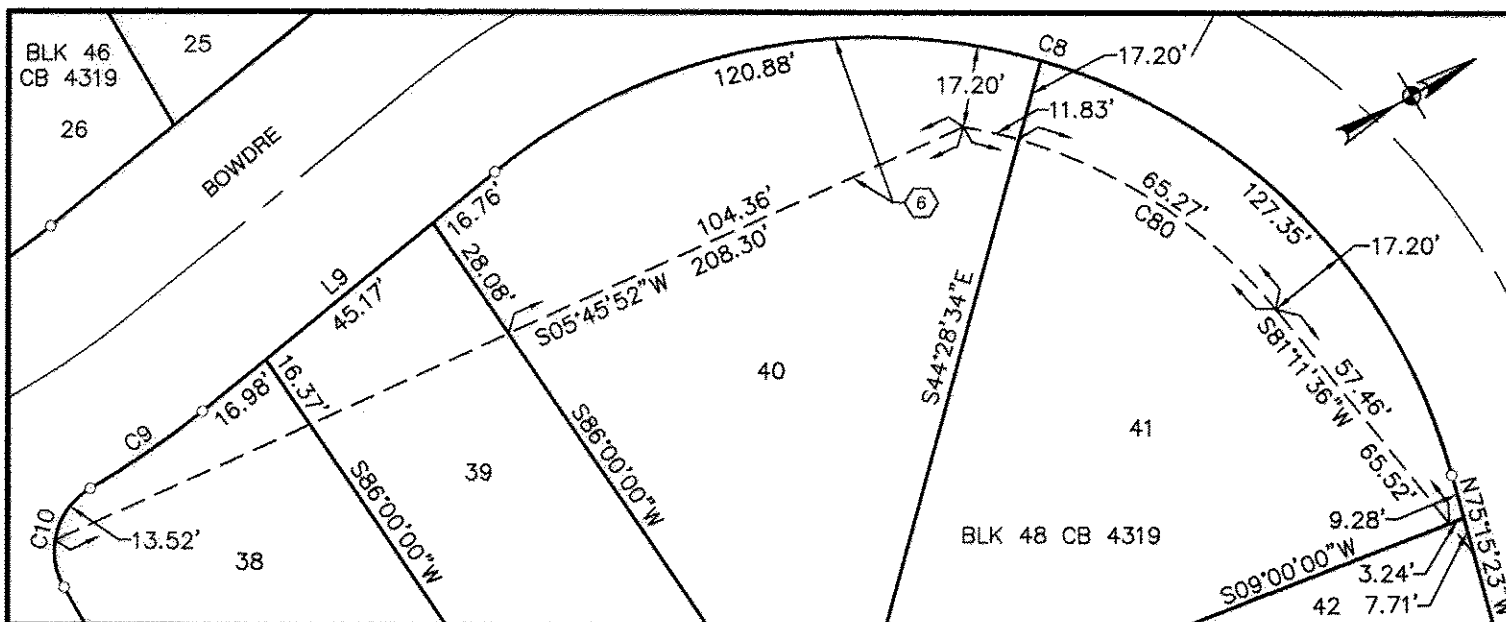 BLK 46
CB 4319
25
26
BOWDRE
120.88'
17.20'
C8
17.20'
11.83'
16.76'
28.08'
104.36'
208.30'
S05°45'52"W
6
65.27'
C80
127.35'
17.20'
L9
45.17'
16.98'
16.37'
C9
C10
13.52'
S86°00'00"W
S86°00'00"W
S44°28'34"E
S81°11'36"W
57.46'
65.52'
38
39
40
41
BLK 48 CB 4319
N75°15'23"W
9.28'
S09°00'00"W
3.24'
42 7.71'